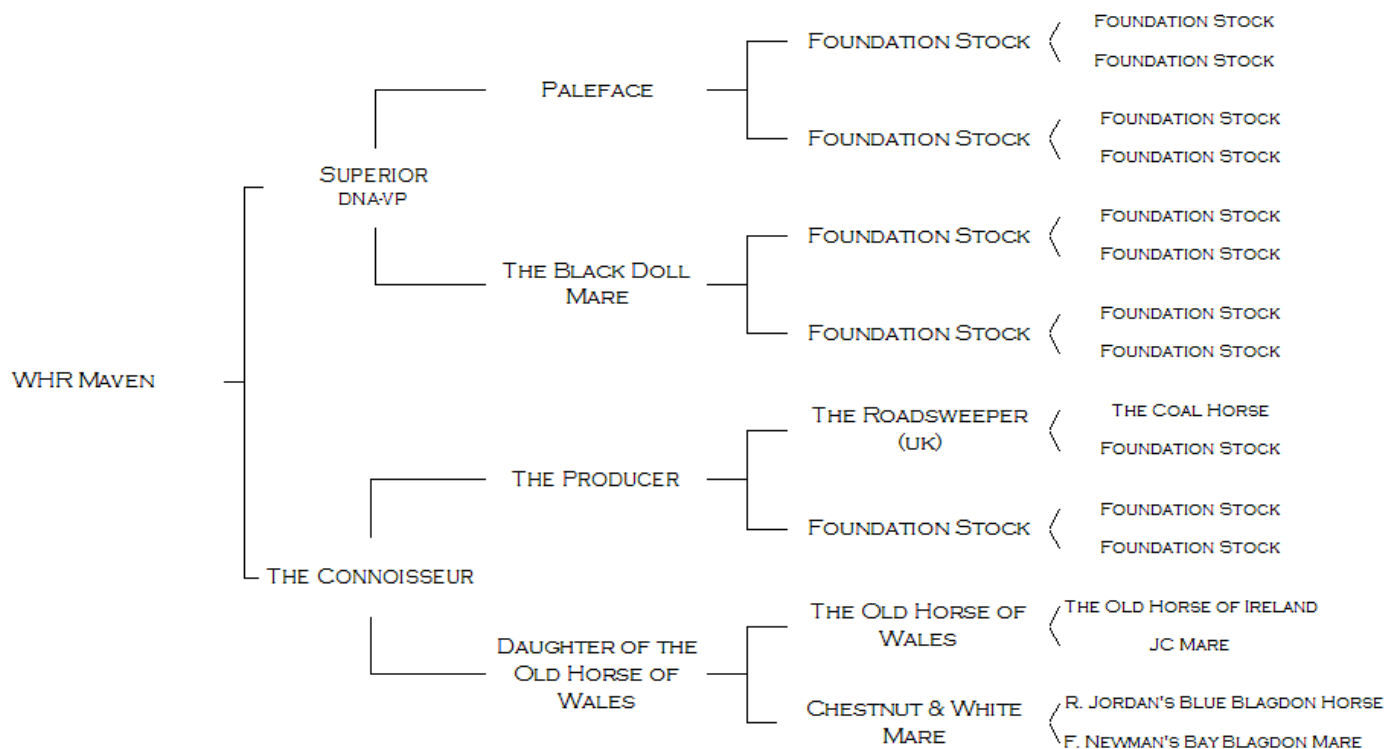 WHR Maven
Superior
DNA-VP
The Connoisseur
Paleface
The Black Doll
Mare
The Producer
Daughter of the
Old Horse of
Wales
Foundation Stock
Foundation Stock
Foundation Stock
Foundation Stock
The Roadsweeper
(UK)
Foundation Stock
The Old Horse of
Wales
Chestnut & White
Mare
Foundation Stock
Foundation Stock
Foundation Stock
Foundation Stock
Foundation Stock
Foundation Stock
Foundation Stock
Foundation Stock
The Coal Horse
Foundation Stock
Foundation Stock
Foundation Stock
The Old Horse of Ireland
JC Mare
R. Jordan's Blue Blagdon Horse
F. Newman's Bay Blagdon Mare